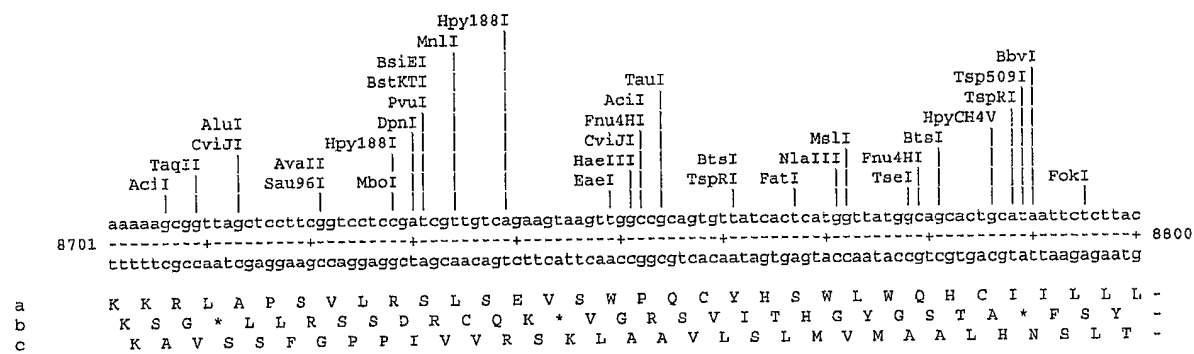 Hpy188I
MnlI
BsiEI BbvI
BstKTI TauI Tsp509I
PvuI AciI TspRI
AluI DpnI Fnu4HI HpyCH4V
CviJI Hpy188I CviJI MslI BtsI
TaqII AvaII HaeIII BtsI NlaIII Fnu4HI
AciI Sau96I MboI EaeI TspRI FatI TseI FokI
aaaaagcggttagctccttcggtcctccgatcgttgtcagaagtaagttggccgcagtgttatcactcatggttatggcagcactgcataattctcttac
8701 ---------+---------+---------+---------+---------+---------+---------+---------+---------+---------+ 8800
tttttcgccaatcgaggaagccaggaggctagcaacagtcttcattcaaccggcgtcacaatagtgagtaccaataccgtcgtgacgtattaagagaatg
a K K R L A P S V L R S L S E V S W P Q C Y H S W L W Q H C I I L L L -
b K S G * L L R S S D R C Q K * V G R S V I T H G Y G S T A * F S Y -
c K A V S S F G P P I V V R S K L A A V L S L M V M A A L H N S L T -